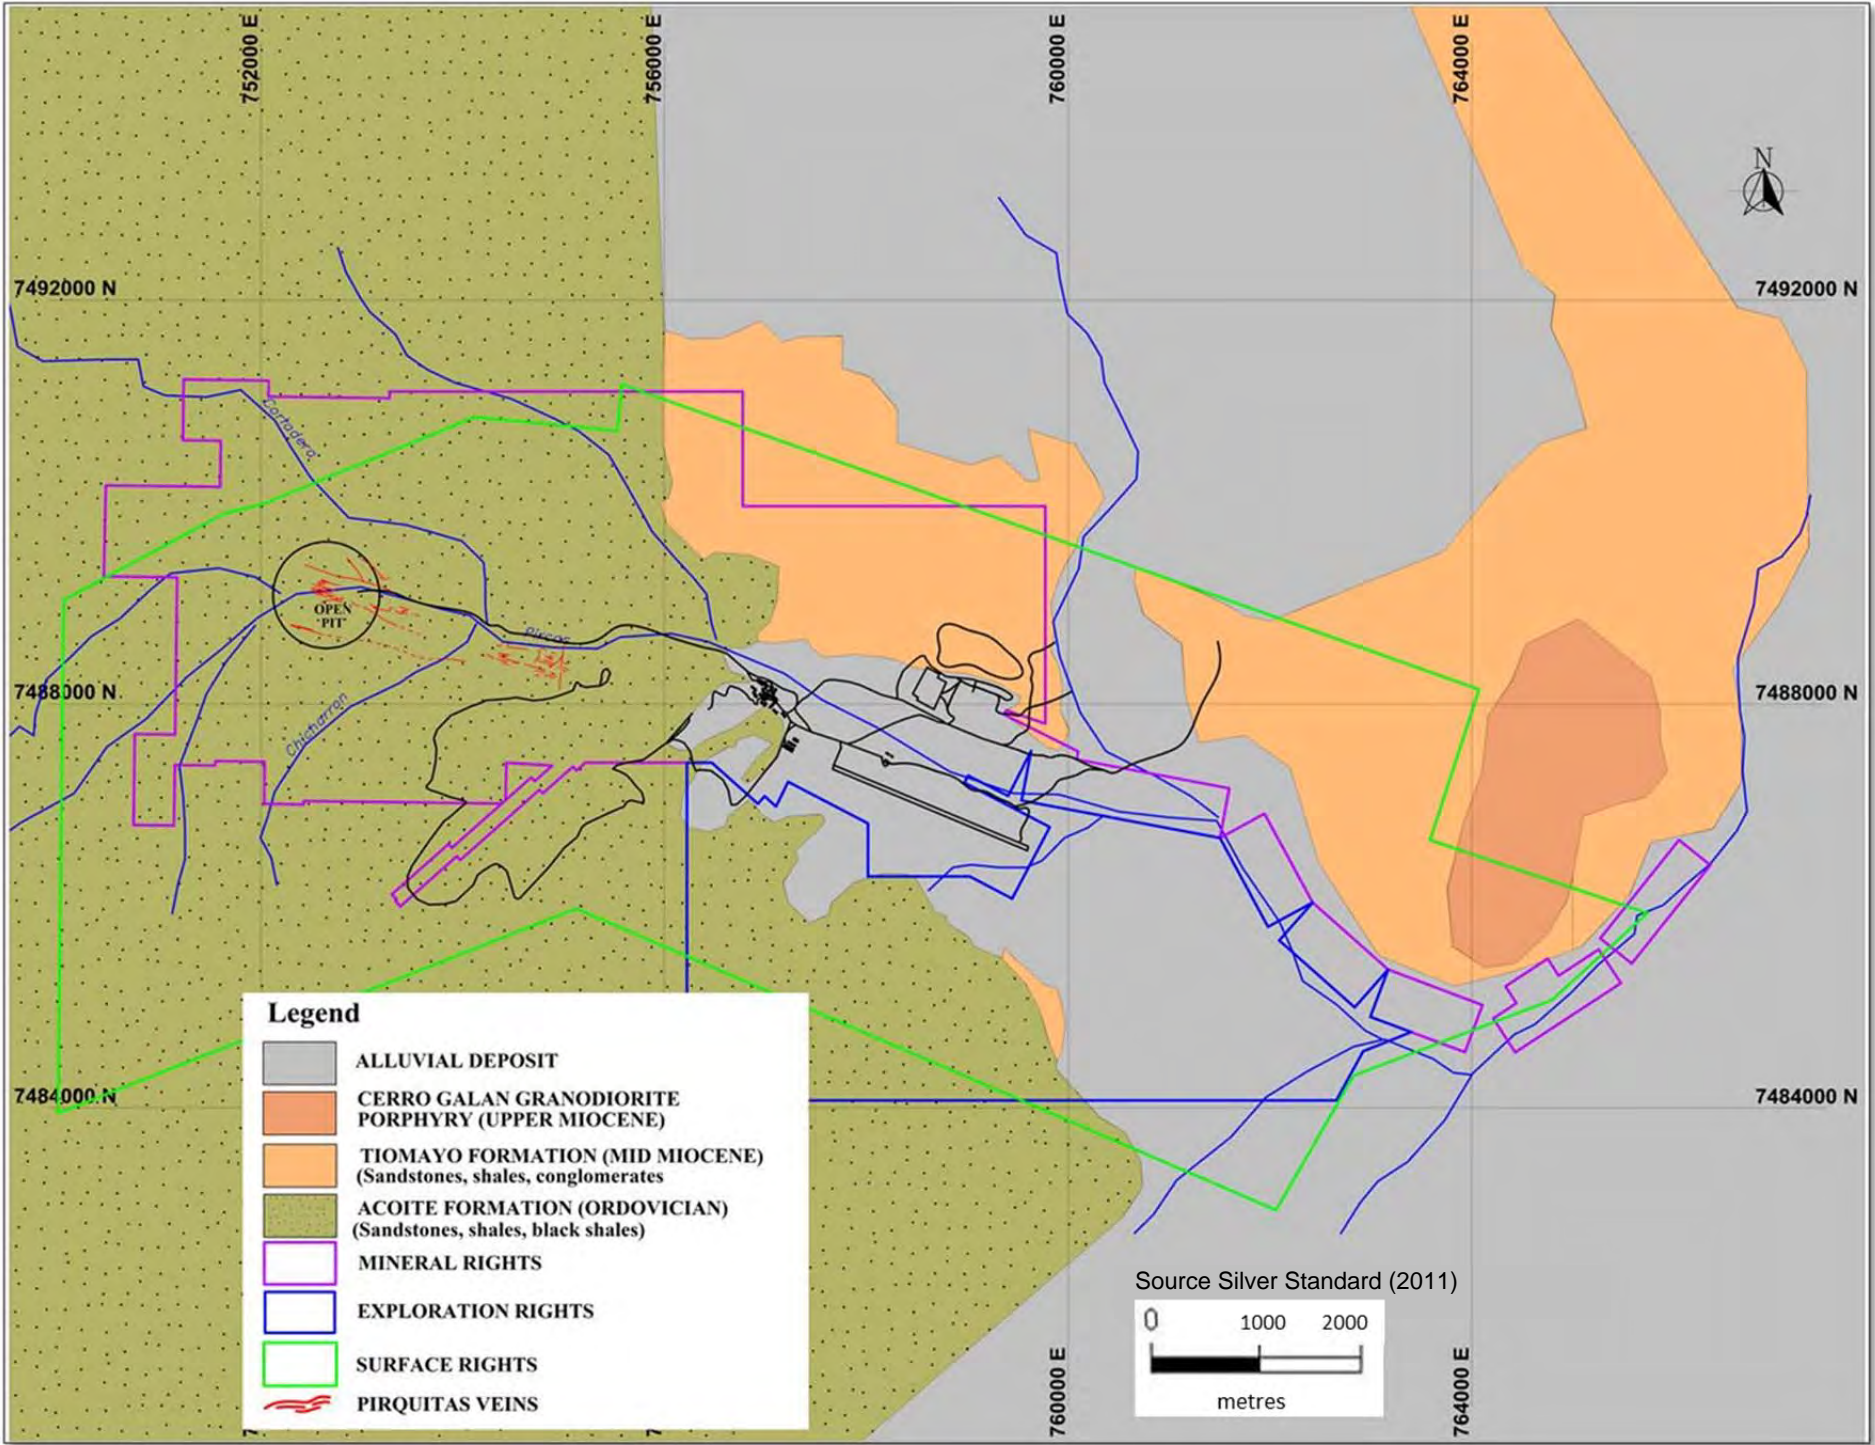 752000 E
756000 E
760000 E
764000 E
N
7492000 N
7492000 N
Cortadera
OPEN
PIT
Pircas
7488000 N
7488000 N
Chicharron
7484000 N
7484000 N
Legend
ALLUVIAL DEPOSIT
CERRO GALAN GRANODIORITE
PORPHYRY (UPPER MIOCENE)
TIOMAYO FORMATION (MID MIOCENE)
(Sandstones, shales, conglomerates
ACOITE FORMATION (ORDOVICIAN)
(Sandstones, shales, black shales)
MINERAL RIGHTS
EXPLORATION RIGHTS
SURFACE RIGHTS
PIRQUITAS VEINS
Source Silver Standard (2011)
0 1000 2000
metres
760000 E
764000 E